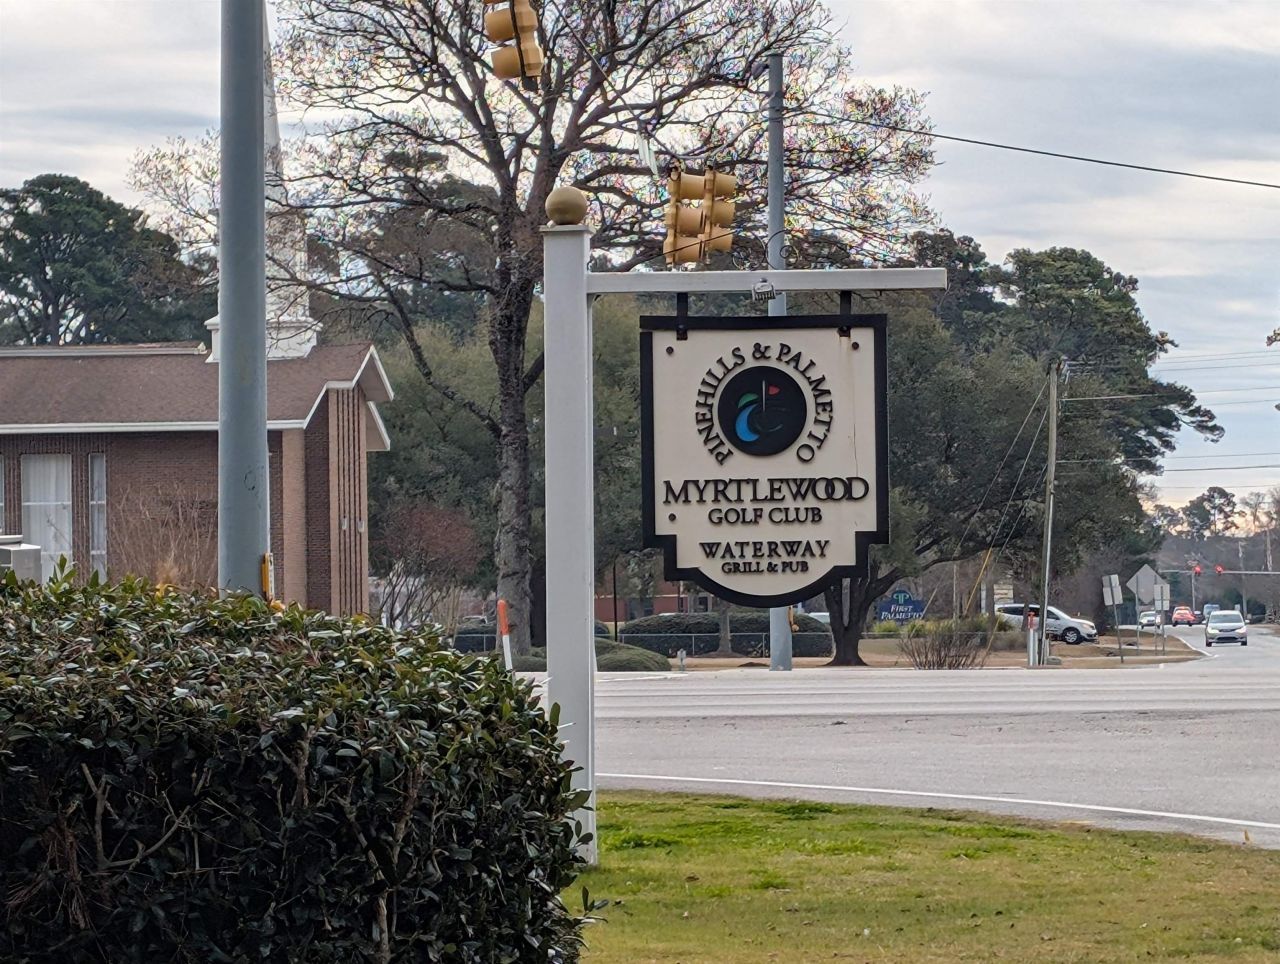 PINEHILLS & PALMETTO
MYRTLEWOOD
GOLF CLUB
WATERWAY
GRILL & PUB
FIRST
PALMETTO